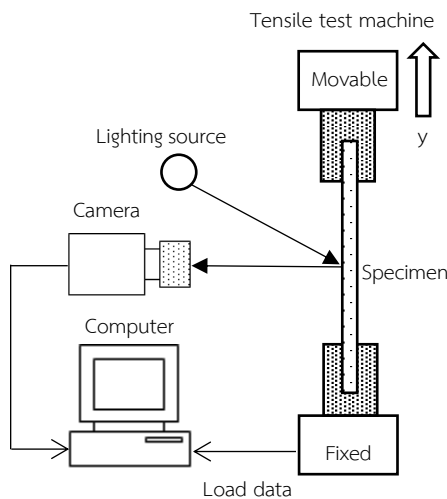 Tensile test machine
Movable
y
Lighting source
Camera
Specimen
Computer
Fixed
Load data